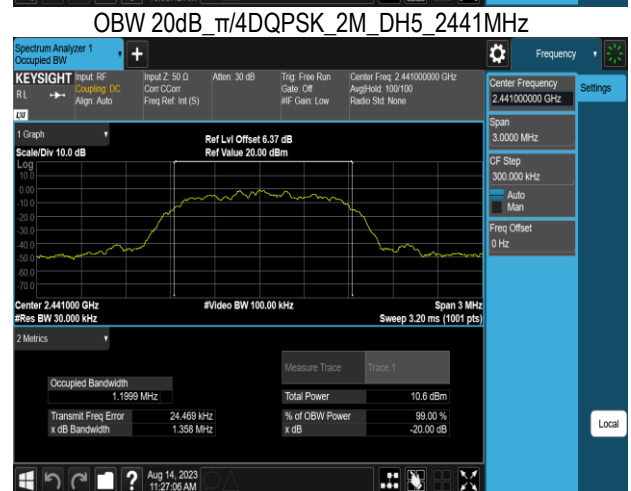 OBW 20dB_π/4DQPSK_2M_DH5_2441MHz
Spectrum Analyzer 1
Occupied BW
Frequency
KEYSIGHT Input: RF Input Z: 50 Ω Atten: 30 dB Trig: Free Run Center Freq: 2.441000000 GHz
RL Coupling: DC Corr CCorr Gate: Off Avg|Hold: 100/100
Align: Auto Freq Ref: Int (S) #IF Gain: Low Radio Std: None
LXI
Center Frequency
2.441000000 GHz
Settings
Span
3.0000 MHz
CF Step
300.000 kHz
Auto
Man
Freq Offset
0 Hz
1 Graph
Ref Lvl Offset 6.37 dB
Scale/Div 10.0 dB Ref Value 20.00 dBm
Log
10.0
0.00
-10.0
-20.0
-30.0
-40.0
-50.0
-60.0
-70.0
Center 2.441000 GHz #Video BW 100.00 kHz Span 3 MHz
#Res BW 30.000 kHz Sweep 3.20 ms (1001 pts)
2 Metrics
Measure Trace Trace 1
Occupied Bandwidth
1.1999 MHz
Total Power 10.6 dBm
Transmit Freq Error 24.469 kHz % of OBW Power 99.00 %
x dB Bandwidth 1.358 MHz x dB -20.00 dB
Local
Aug 14, 2023
11:27:06 AM